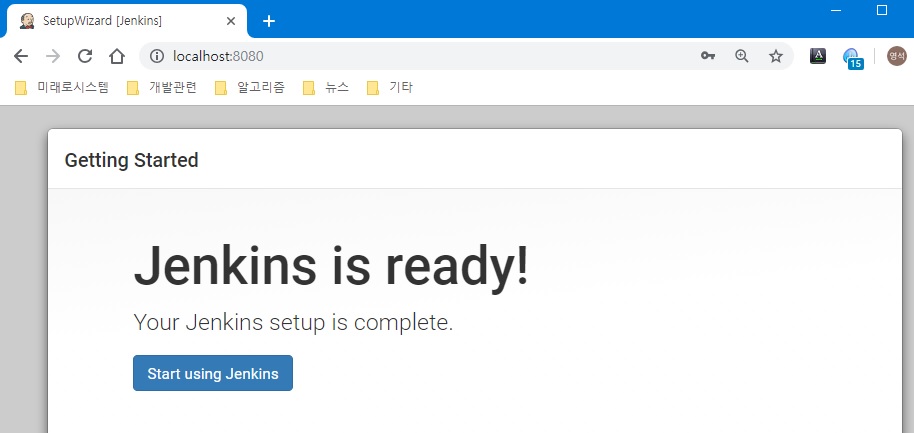 SetupWizard [Jenkins]
localhost:8080
15
영석
미래로시스템 개발관련 알고리즘 뉴스 기타
Getting Started
Jenkins is ready!
Your Jenkins setup is complete.
Start using Jenkins